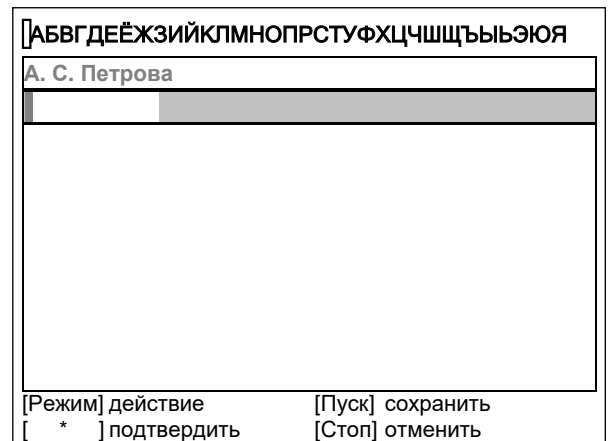 АБВГДЕЁЖЗИЙКЛМНОПРСТУФХЦЧШЩЪЫЬЭЮЯ
А. С. Петрова
[Режим] действие [Пуск] сохранить
[ * ] подтвердить [Стоп] отменить